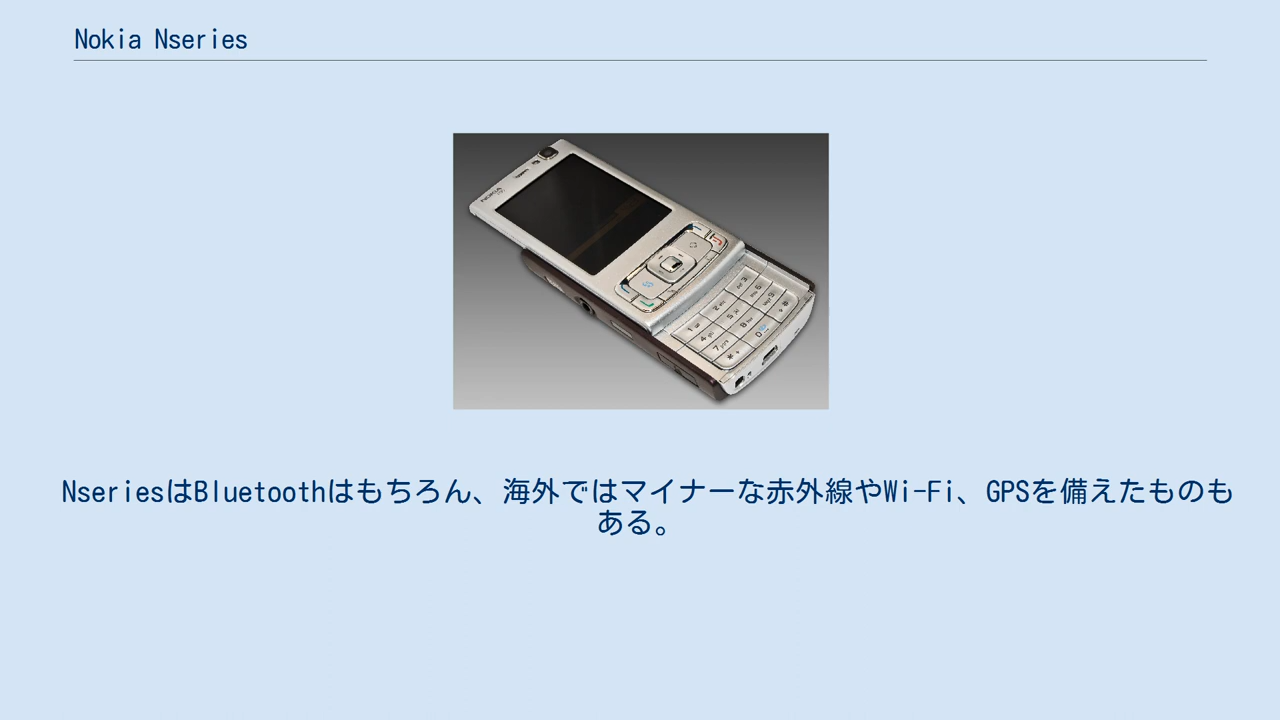 Nokia Nseries
NOKIA
NseriesはBluetoothはもちろん、海外ではマイナーな赤外線やWi-Fi、GPSを備えたものも
ある。